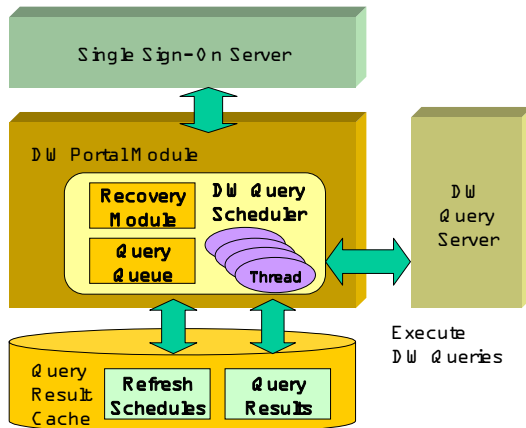 Single Sign-On Server
DW Portal Module
Recovery
Module
DW Query
Scheduler
Query
Queue
Thread
DW
Query
Server
Execute
DW Queries
Query
Result
Cache
Refresh
Schedules
Query
Results